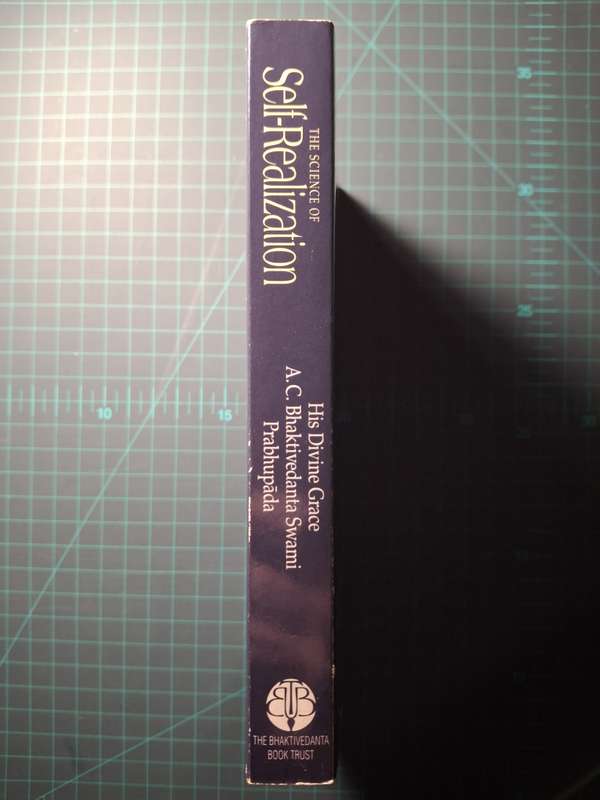 THE SCIENCE OF
Self-Realization
His Divine Grace
A.C. Bhaktivedanta Swami
Prabhupāda
BTB
THE BHAKTIVEDANTA
BOOK TRUST
10
15
25
30
35